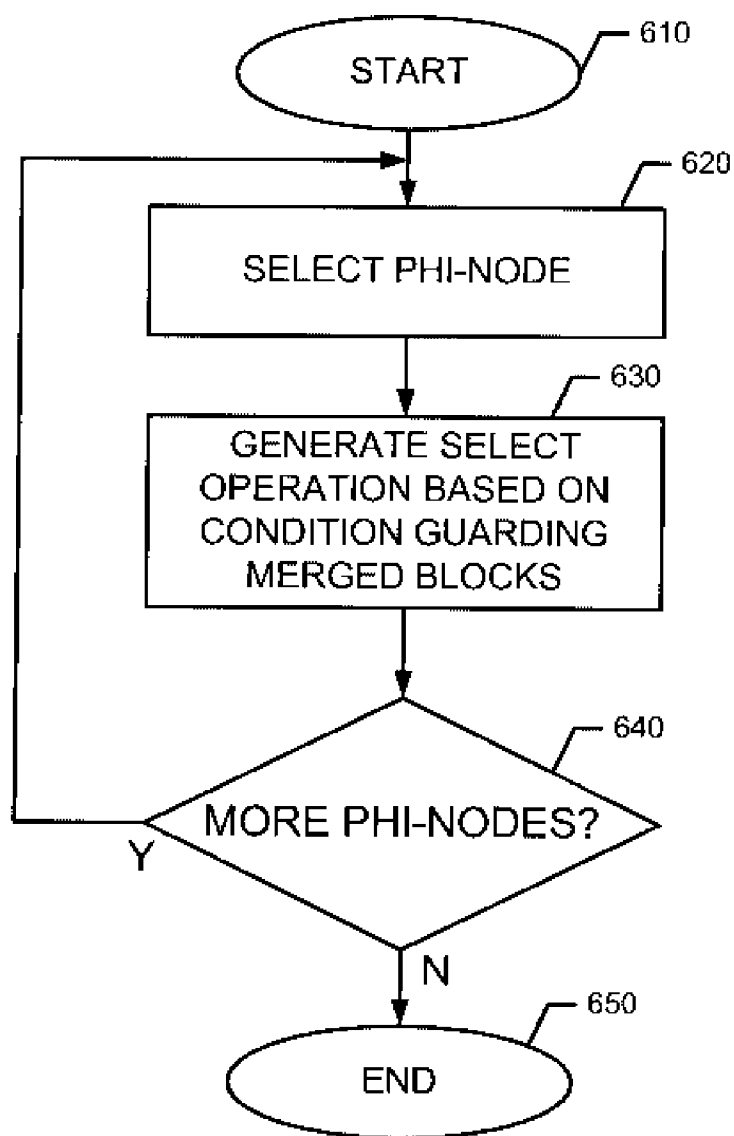 610
START
620
SELECT PHI-NODE
630
GENERATE SELECT
OPERATION BASED ON
CONDITION GUARDING
MERGED BLOCKS
640
MORE PHI-NODES?
Y
N
650
END